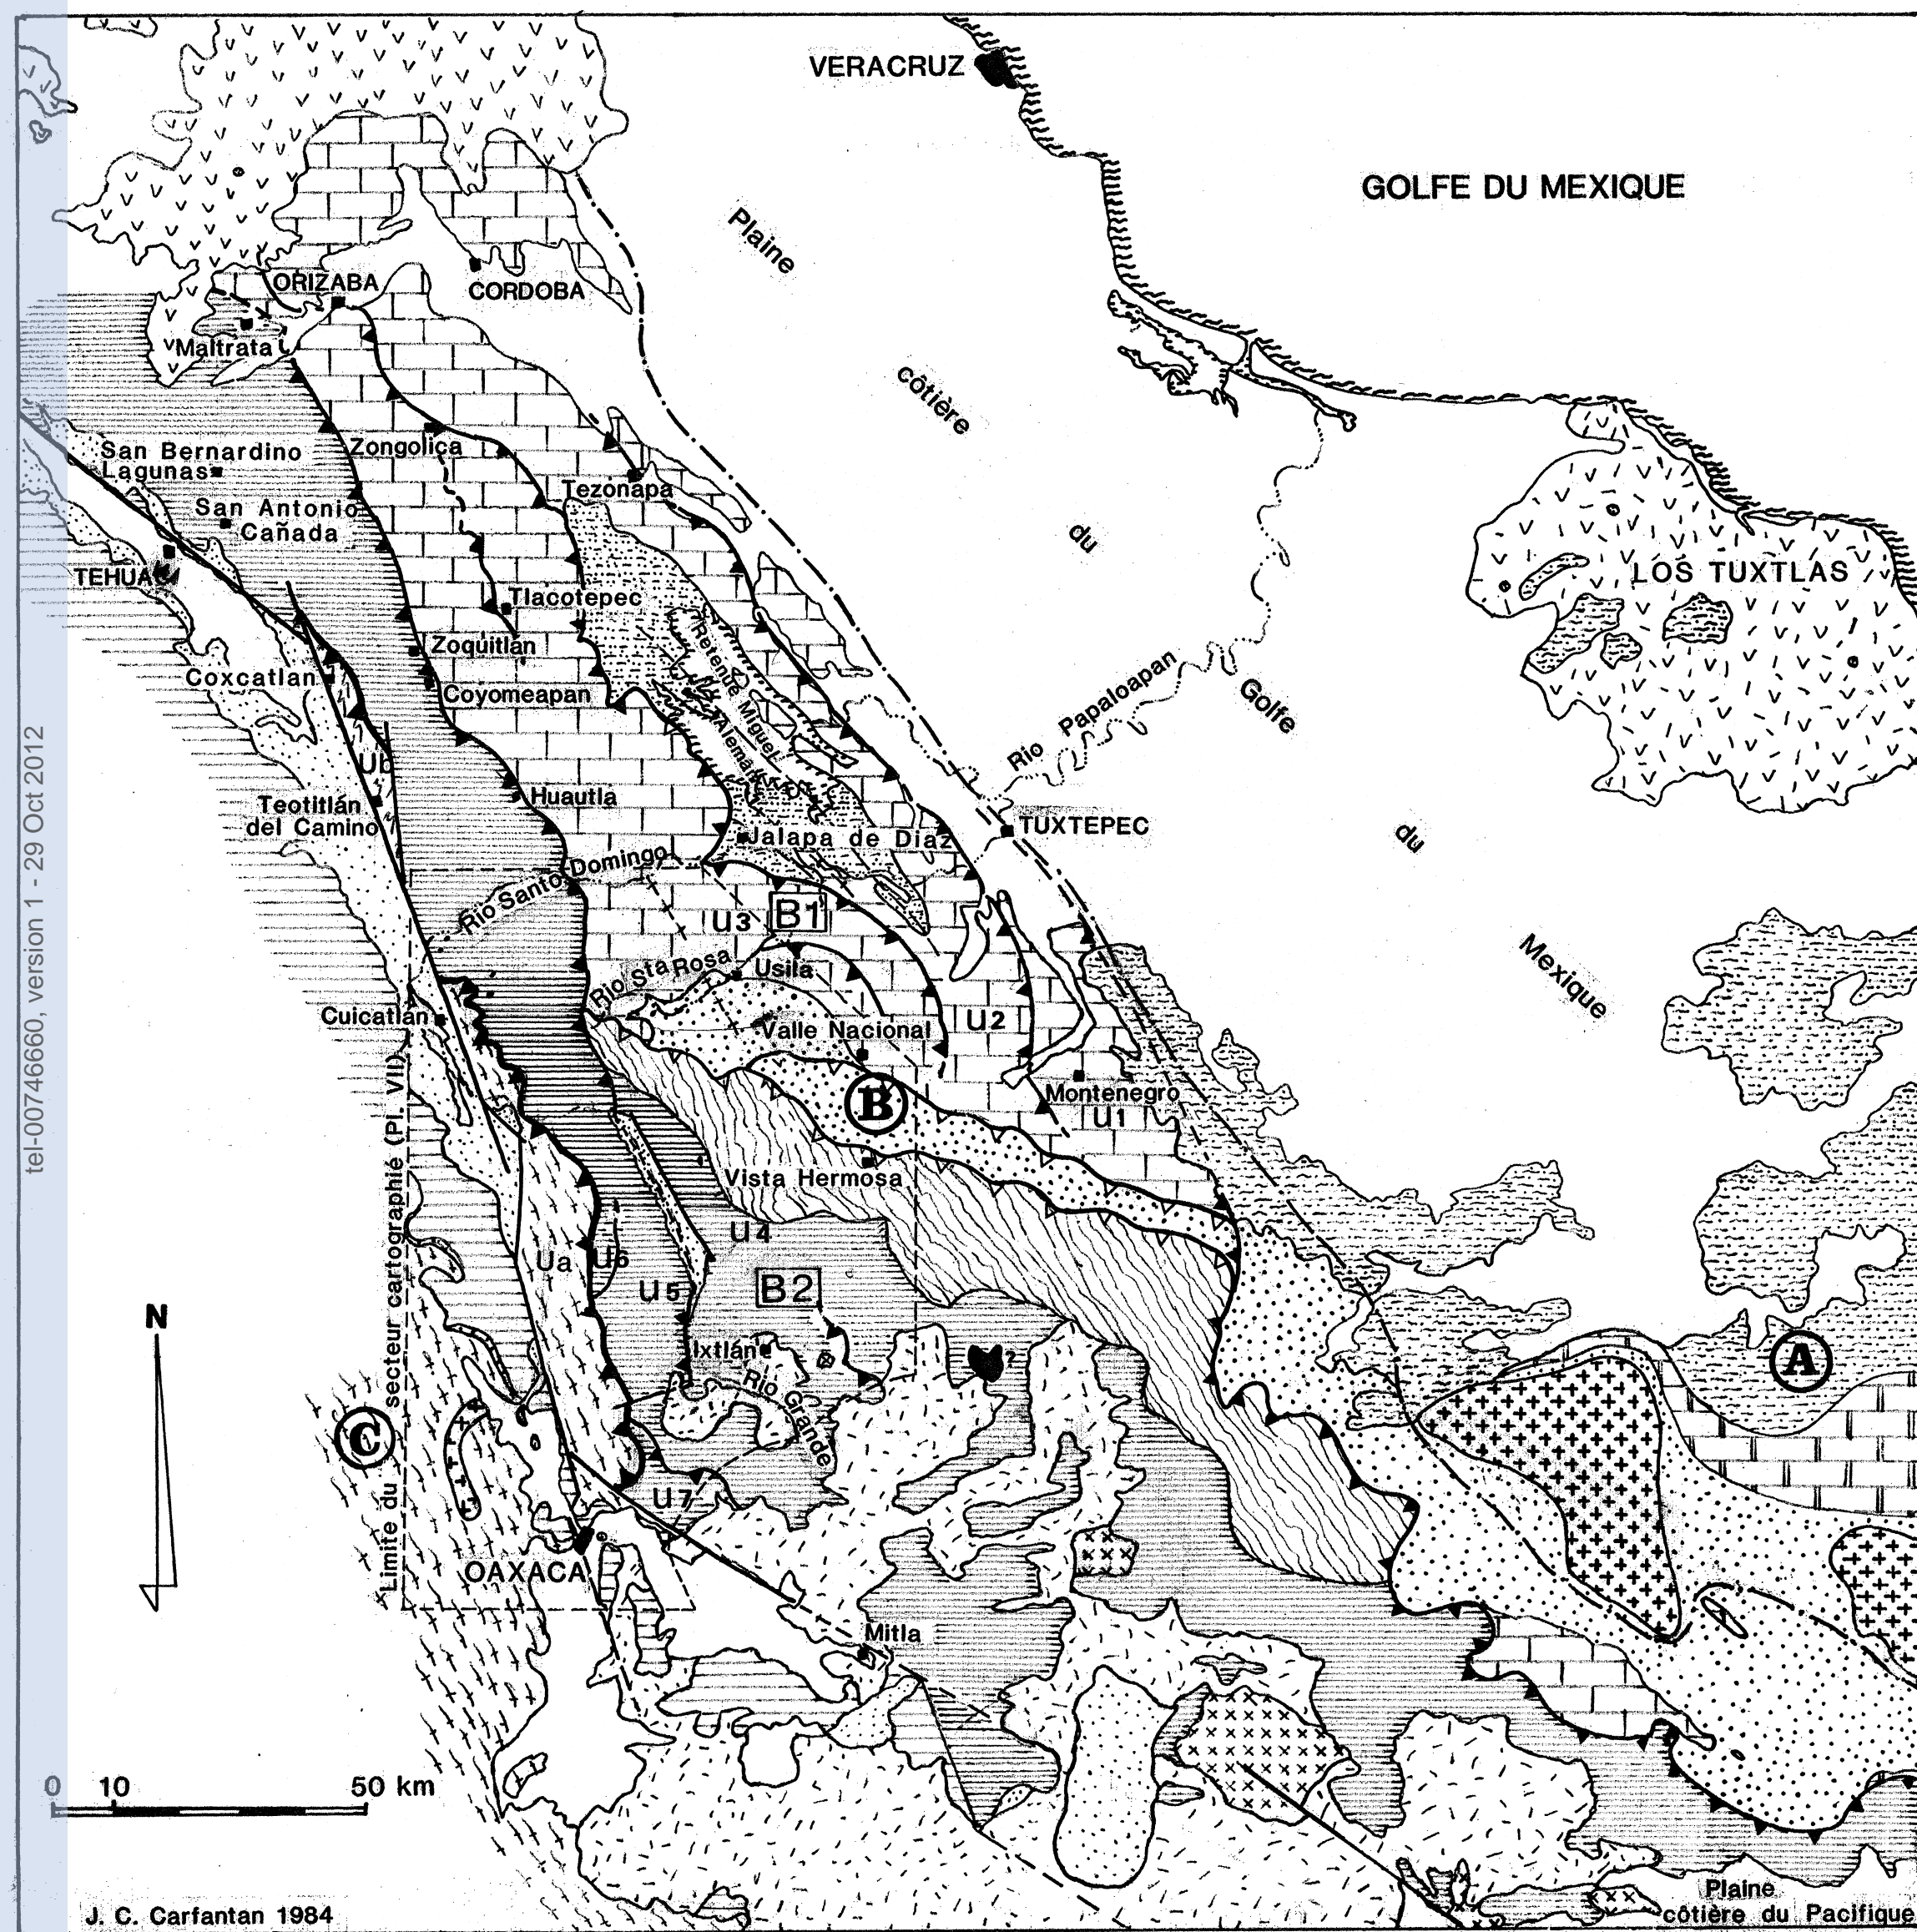 VERACRUZ
GOLFE DU MEXIQUE
Plaine
côtière
du
Golfe
du
Mexique
ORIZABA
CORDOBA
Maltrata
San Bernardino
Lagunas
Zongolica
San Antonio
Cañada
Tezonapa
TEHUAC
Tlacotepec
LOS TUXTLAS
Zoquitlan
Retenue Miguel
Aleman
Coxcatlan
Coyomeapan
Rio Papaloapan
Ub
Teotitlán
del Camino
Huautla
TUXTEPEC
Jalapa de Diaz
Rio Santo Domingo
U3
B1
Rio Sta Rosa
Usila
Cuicatlan
Valle Nacional
U2
B
Montenegro
U1
Vista Hermosa
U4
Ua
U6
U5
B2
Ixtlán
?
Rio Grande
A
N
C
Limite du secteur cartographié (Pl. VII)
U7
OAXACA
Mitla
0 10 50 km
J. C. Carfantan 1984
Plaine
côtière du Pacifique
tel-00746660, version 1 - 29 Oct 2012